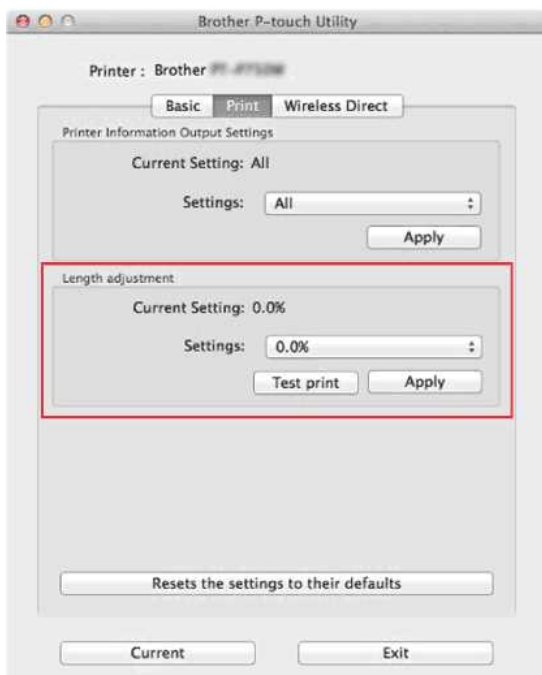 Brother P-touch Utility
Printer : Brother
Basic Print Wireless Direct
Printer Information Output Settings
Current Setting: All
Settings: All
Apply
Length adjustment
Current Setting: 0.0%
Settings: 0.0%
Test print Apply
Resets the settings to their defaults
Current Exit